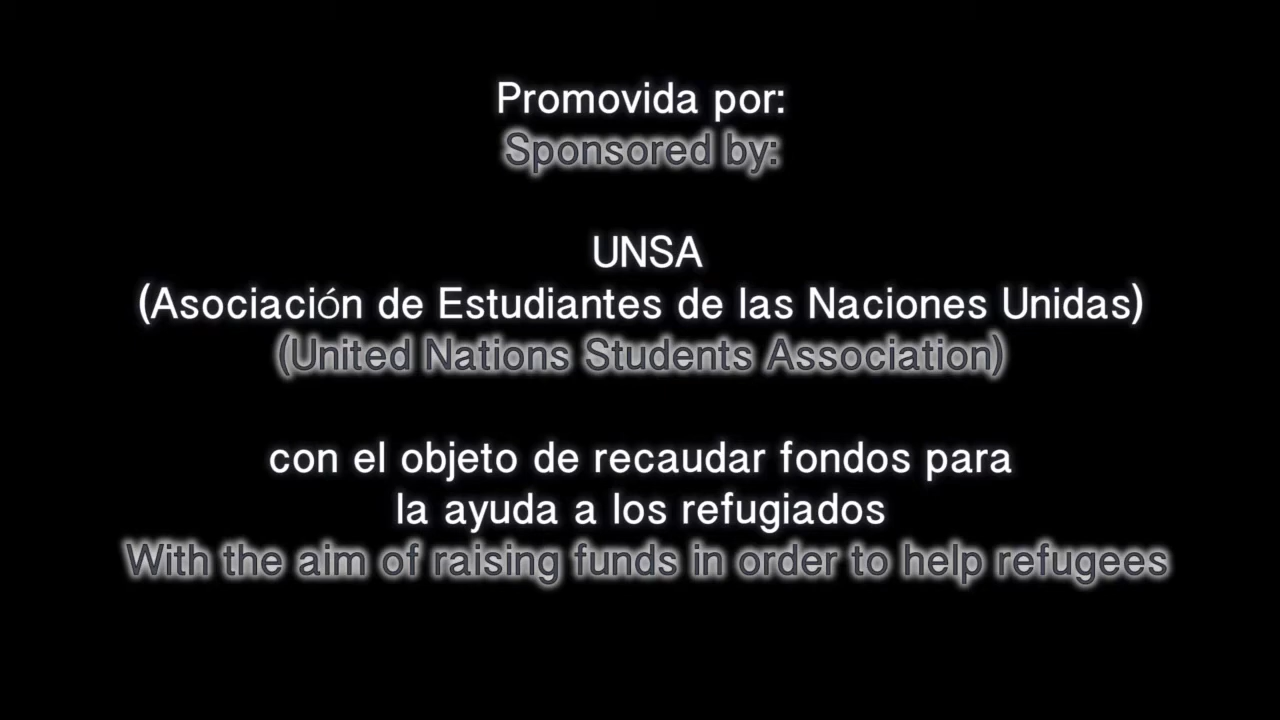 Promovida por:
Sponsored by:
UNSA
(Asociación de Estudiantes de las Naciones Unidas)
(United Nations Students Association)
con el objeto de recaudar fondos para
la ayuda a los refugiados
With the aim of raising funds in order to help refugees